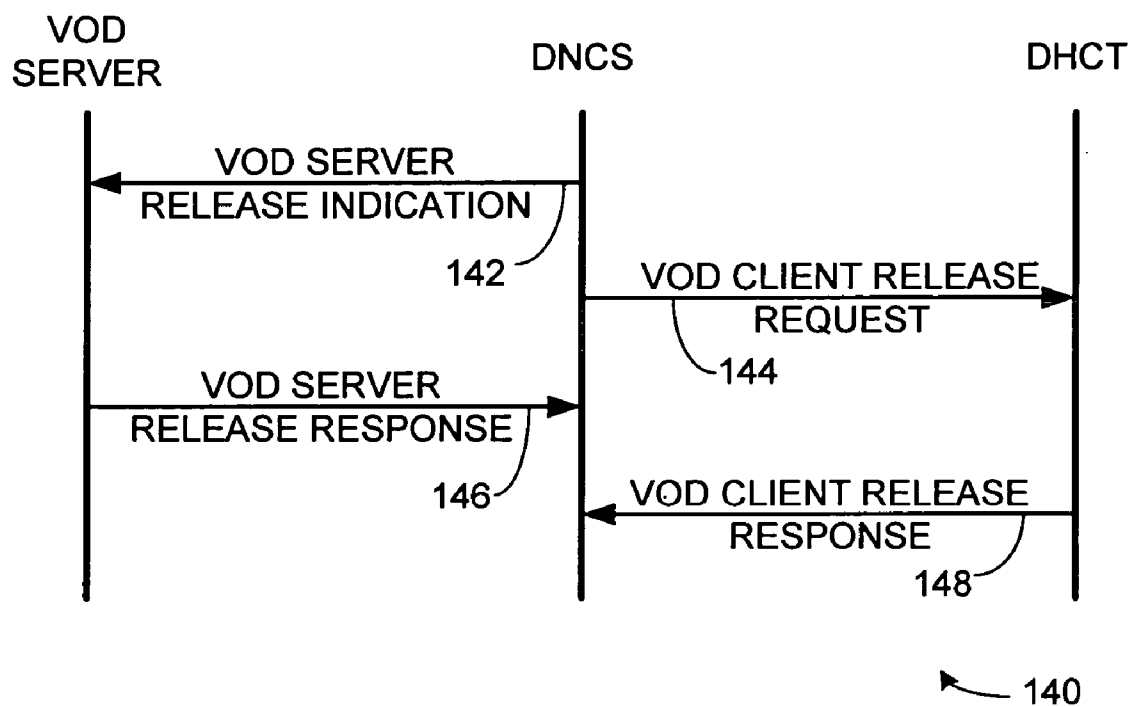 VOD
SERVER
DNCS
DHCT
VOD SERVER
RELEASE INDICATION
142
VOD CLIENT RELEASE
REQUEST
144
VOD SERVER
RELEASE RESPONSE
146
VOD CLIENT RELEASE
RESPONSE
148
140